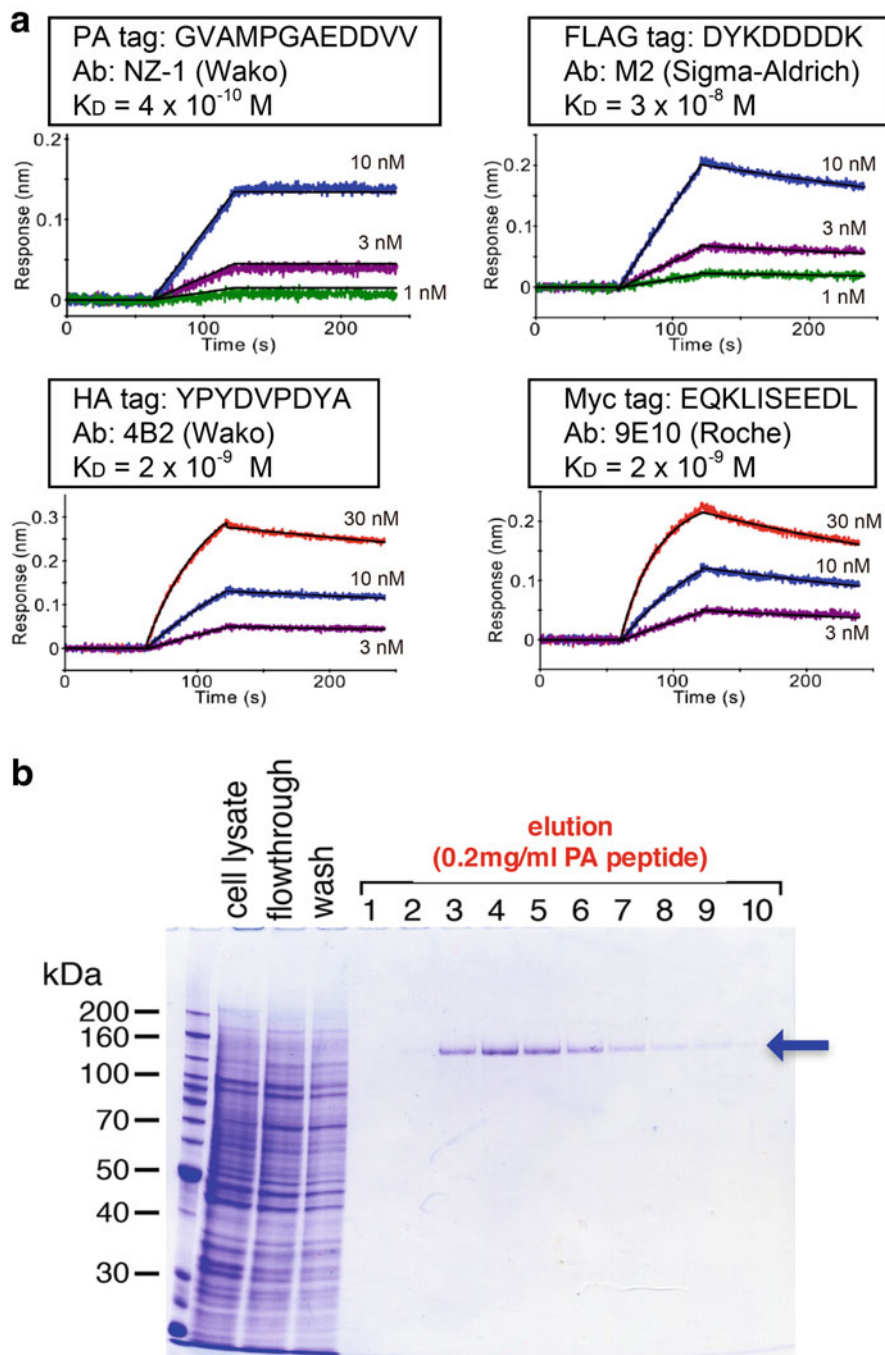 a
PA tag: GVAMPGAEDDVV
Ab: NZ-1 (Wako)
KD = 4 x 10-10 M
0.2
0.1
0
Response (nm)
10 nM
3 nM
1 nM
0 100 200
Time (s)
FLAG tag: DYKDDDDK
Ab: M2 (Sigma-Aldrich)
KD = 3 x 10-8 M
0.2
0.1
0
Response (nm)
10 nM
3 nM
1 nM
0 100 200
Time (s)
HA tag: YPYDVPDYA
Ab: 4B2 (Wako)
KD = 2 x 10-9 M
0.3
0.2
0.1
0
Response (nm)
30 nM
10 nM
3 nM
0 100 200
Time (s)
Myc tag: EQKLISEEDL
Ab: 9E10 (Roche)
KD = 2 x 10-9 M
0.2
0.1
0
Response (nm)
30 nM
10 nM
3 nM
0 100 200
Time (s)
b
cell lysate
flowthrough
wash
elution
(0.2mg/ml PA peptide)
1 2 3 4 5 6 7 8 9 10
kDa
200
160
100
70
50
40
30